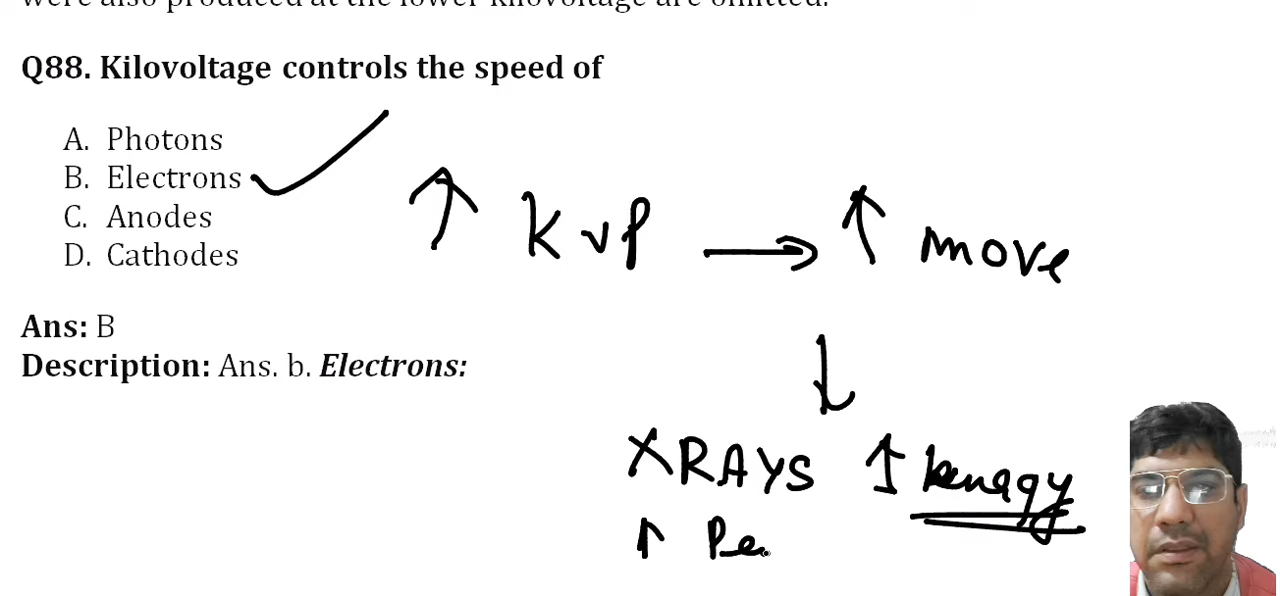 were also produced at the lower kilovoltage are omitted.
Q88. Kilovoltage controls the speed of
A. Photons
B. Electrons
C. Anodes
D. Cathodes
↑ kvp → ↑ move
Ans: B
Description: Ans. b. Electrons:
↓
XRAYS ↑
↑ Pe